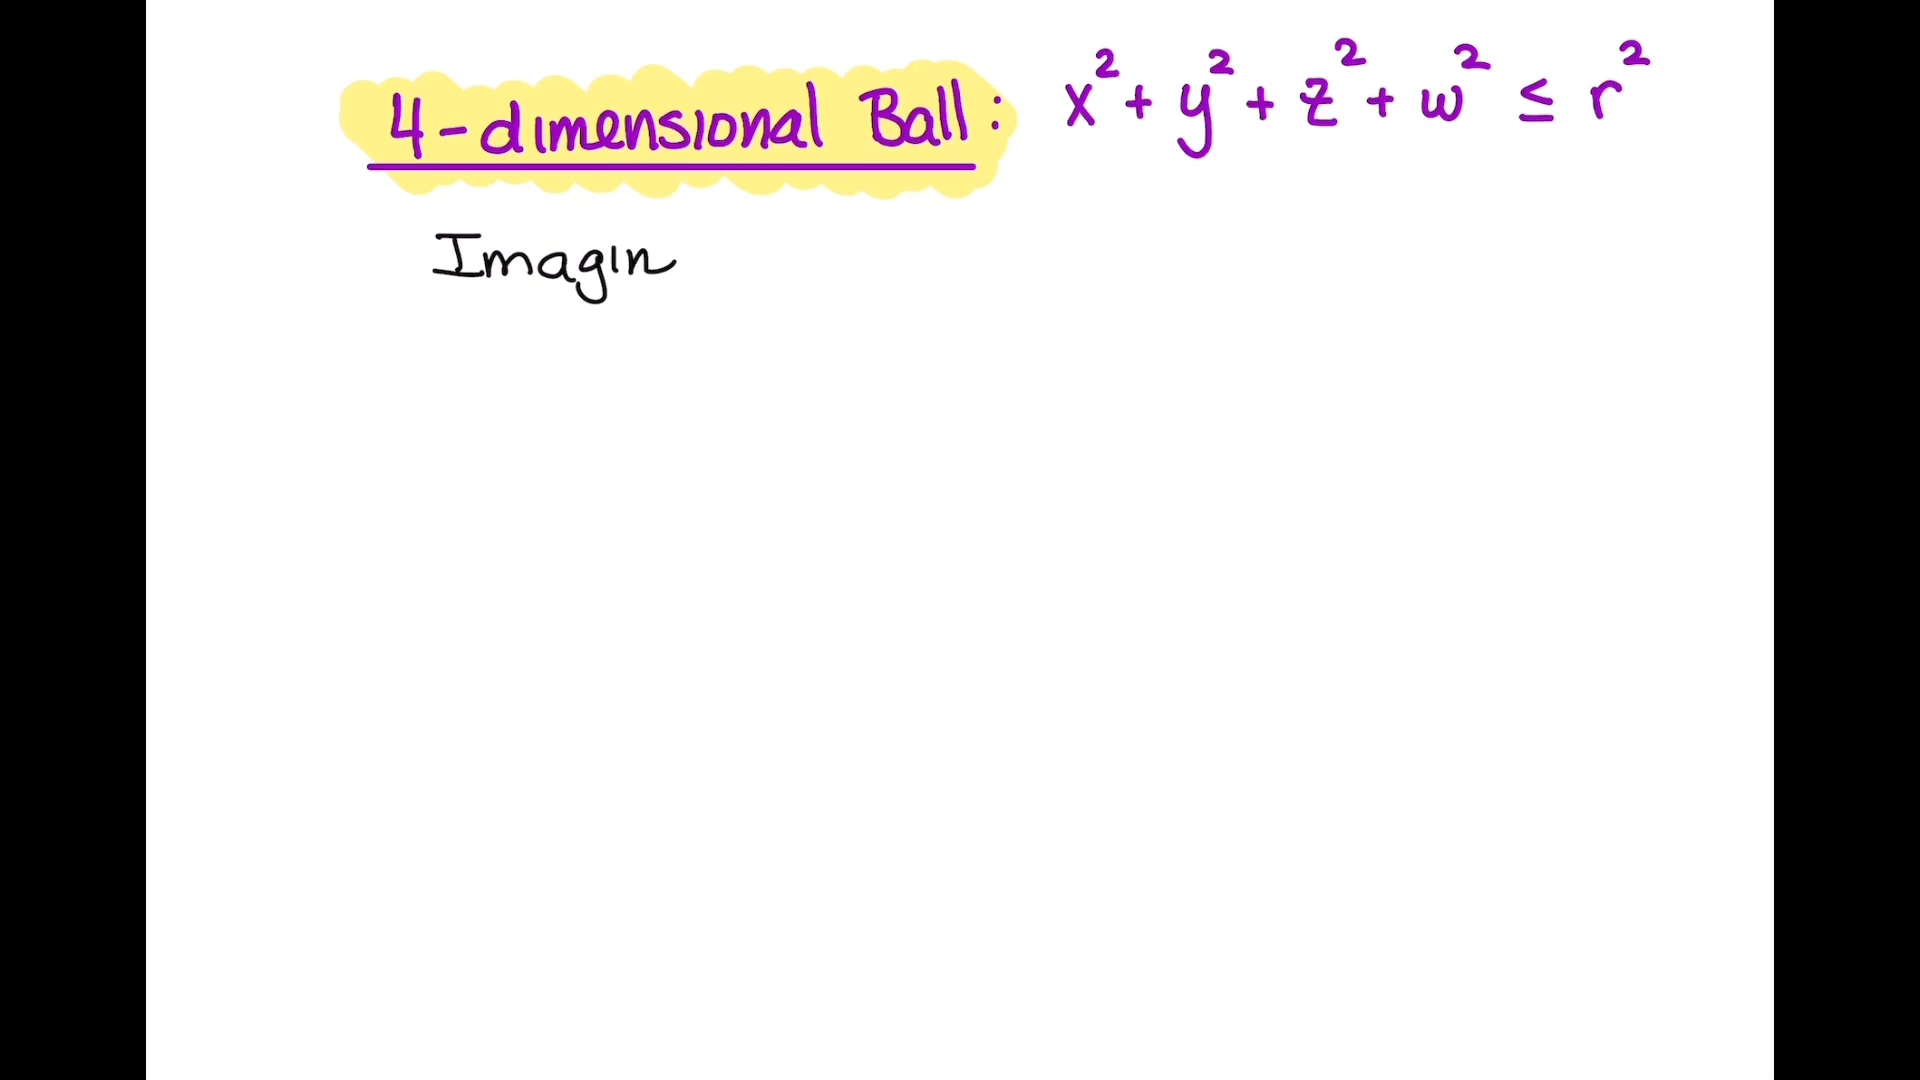 4-dimensional Ball: x² + y² + z² + w² ≤ r²
Imagin